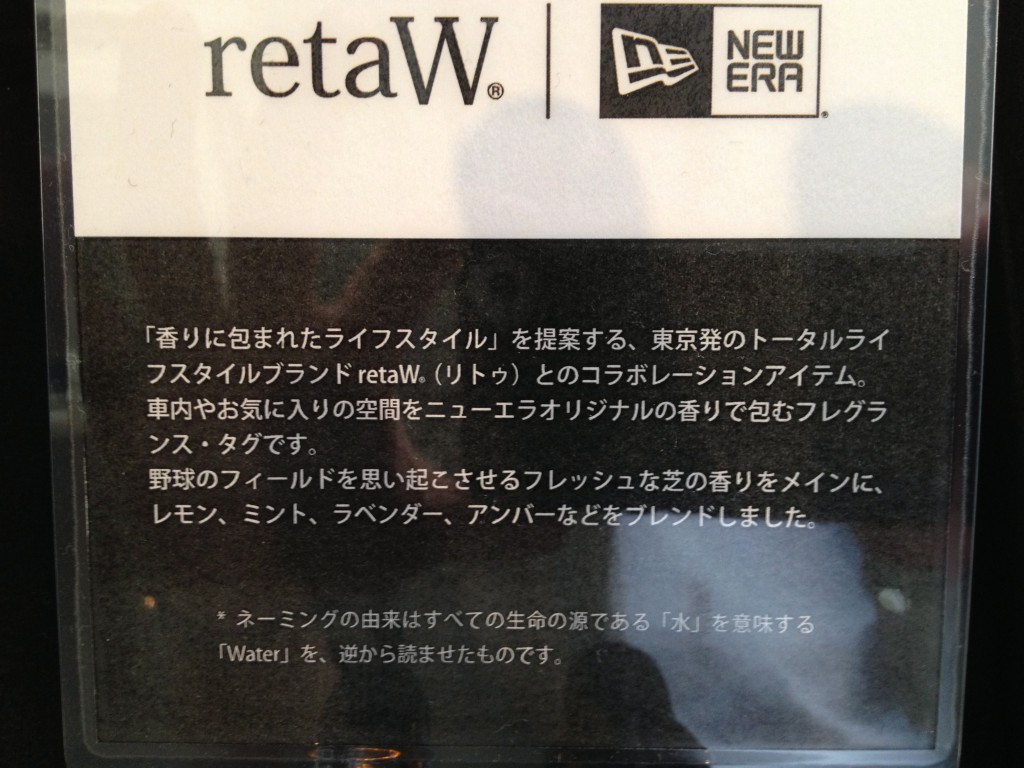 retaW®
NEW
ERA
「香りに包まれたライフスタイル」を提案する、東京発のトータルライ
フスタイルブランド retaW®（リトゥ）とのコラボレーションアイテム。
車内やお気に入りの空間をニューエラオリジナルの香りで包むフレグラ
ンス・タグです。
野球のフィールドを思い起こさせるフレッシュな芝の香りをメインに、
レモン、ミント、ラベンダー、アンバーなどをブレンドしました。
* ネーミングの由来はすべての生命の源である「水」を意味する
「Water」を、逆から読ませたものです。